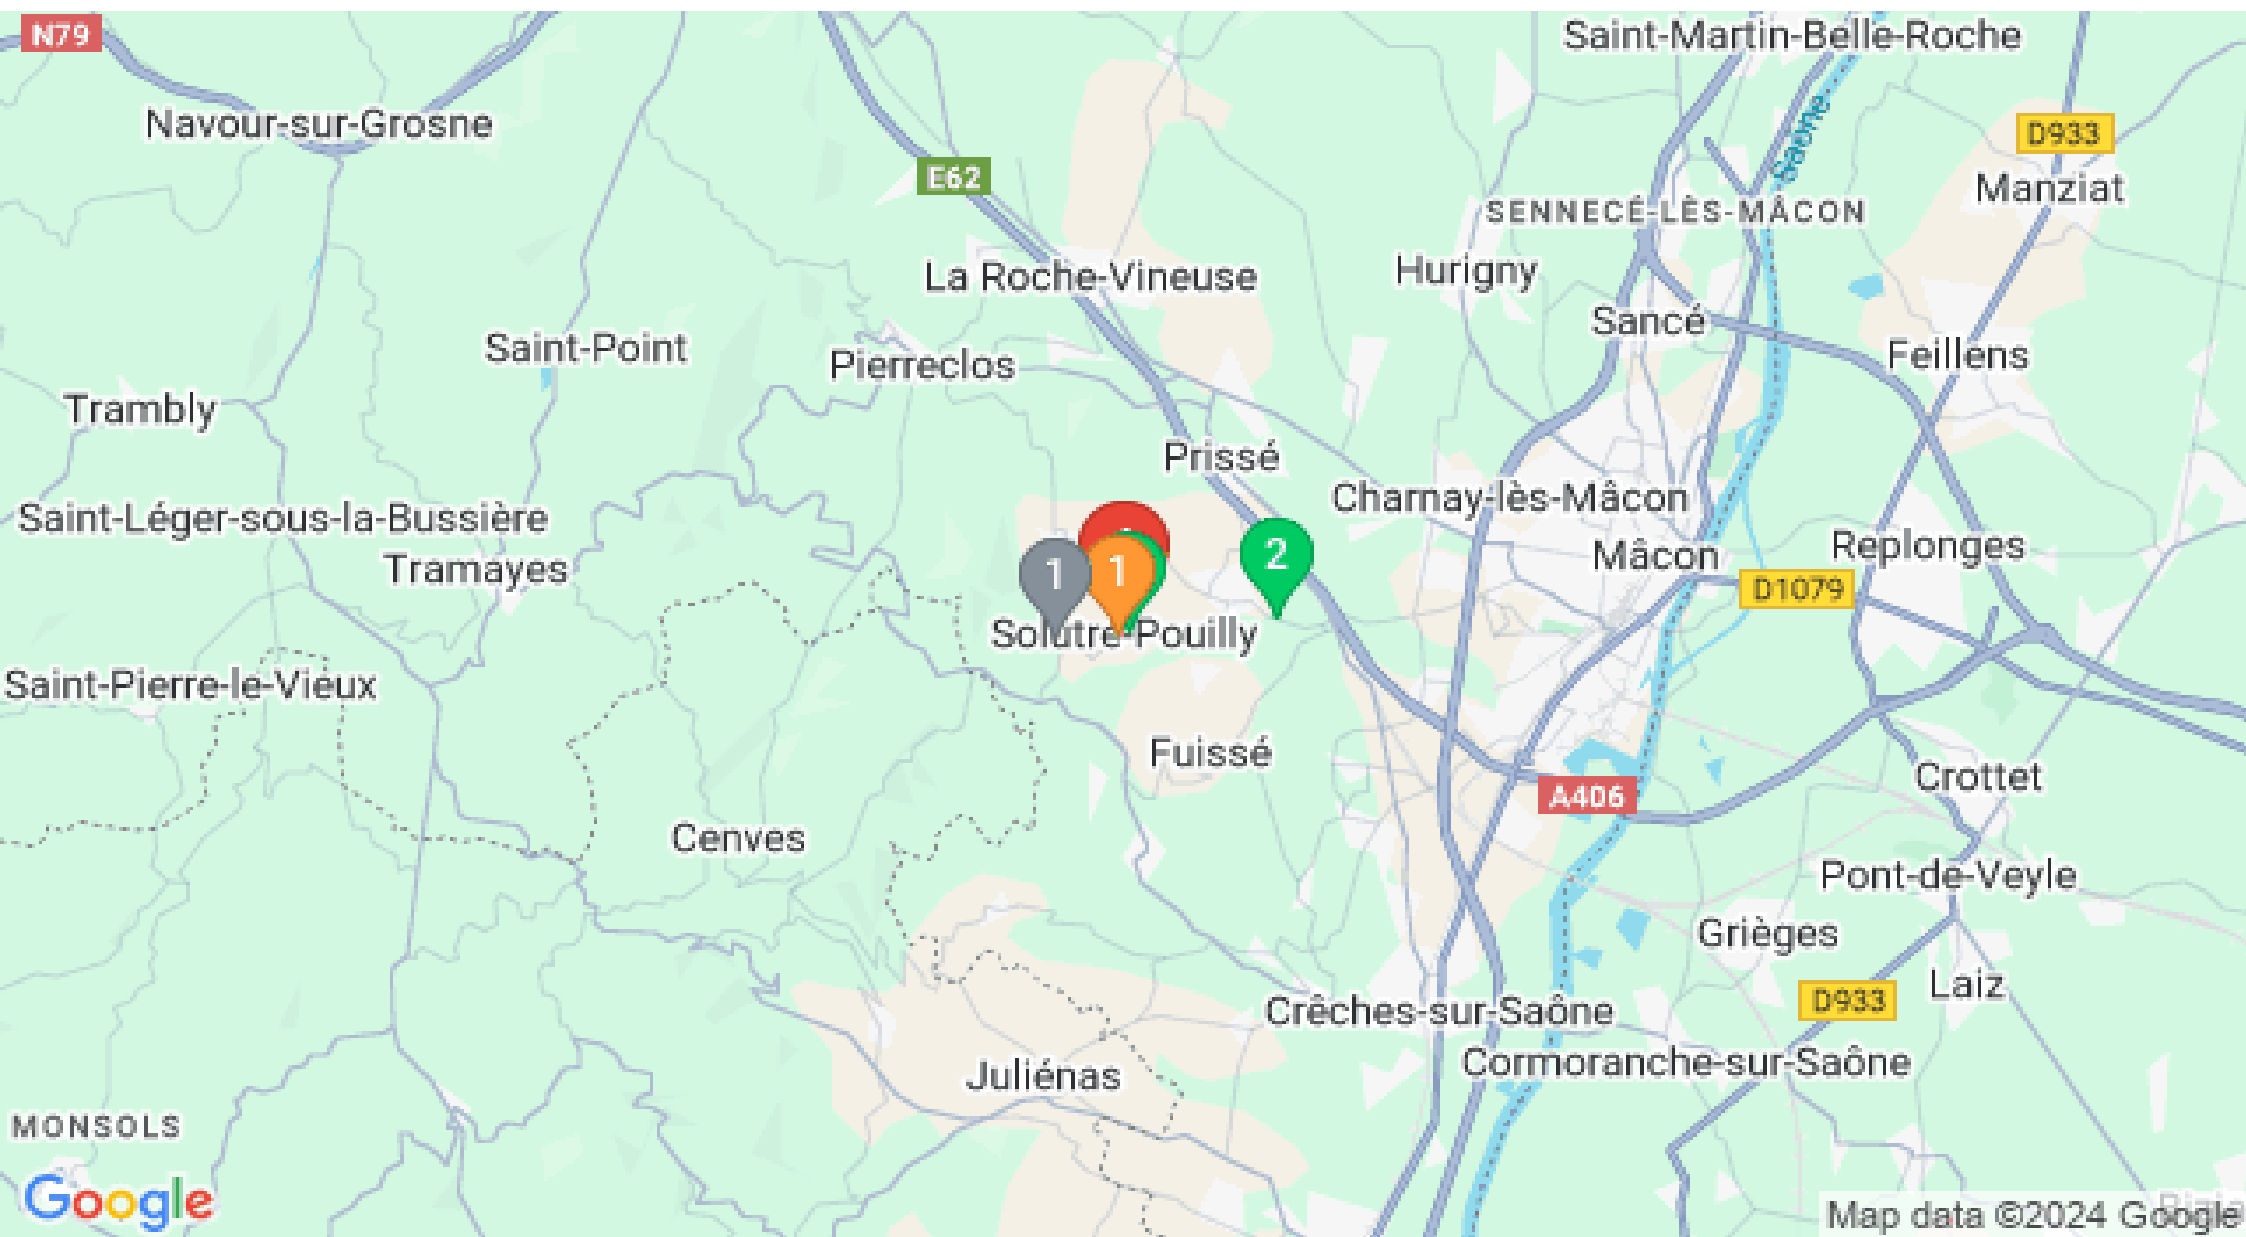 N79
Saint-Martin-Belle-Roche
Navour-sur-Grosne
Saône
D933
E62
Manziat
SENNECÉ-LÈS-MÂCON
La Roche-Vineuse
Hurigny
Sancé
Saint-Point
Pierreclos
Feillens
Trambly
Prissé
Charnay-lès-Mâcon
Saint-Léger-sous-la-Bussière
Mâcon
Replonges
Tramayes
1
1
2
D1079
Solutré-Pouilly
Saint-Pierre-le-Vieux
Fuissé
Crottet
A406
Cenves
Pont-de-Veyle
Grièges
Laiz
D933
Crêches-sur-Saône
Cormoranche-sur-Saône
Juliénas
MONSOLS
Google
Map data ©2024 Google